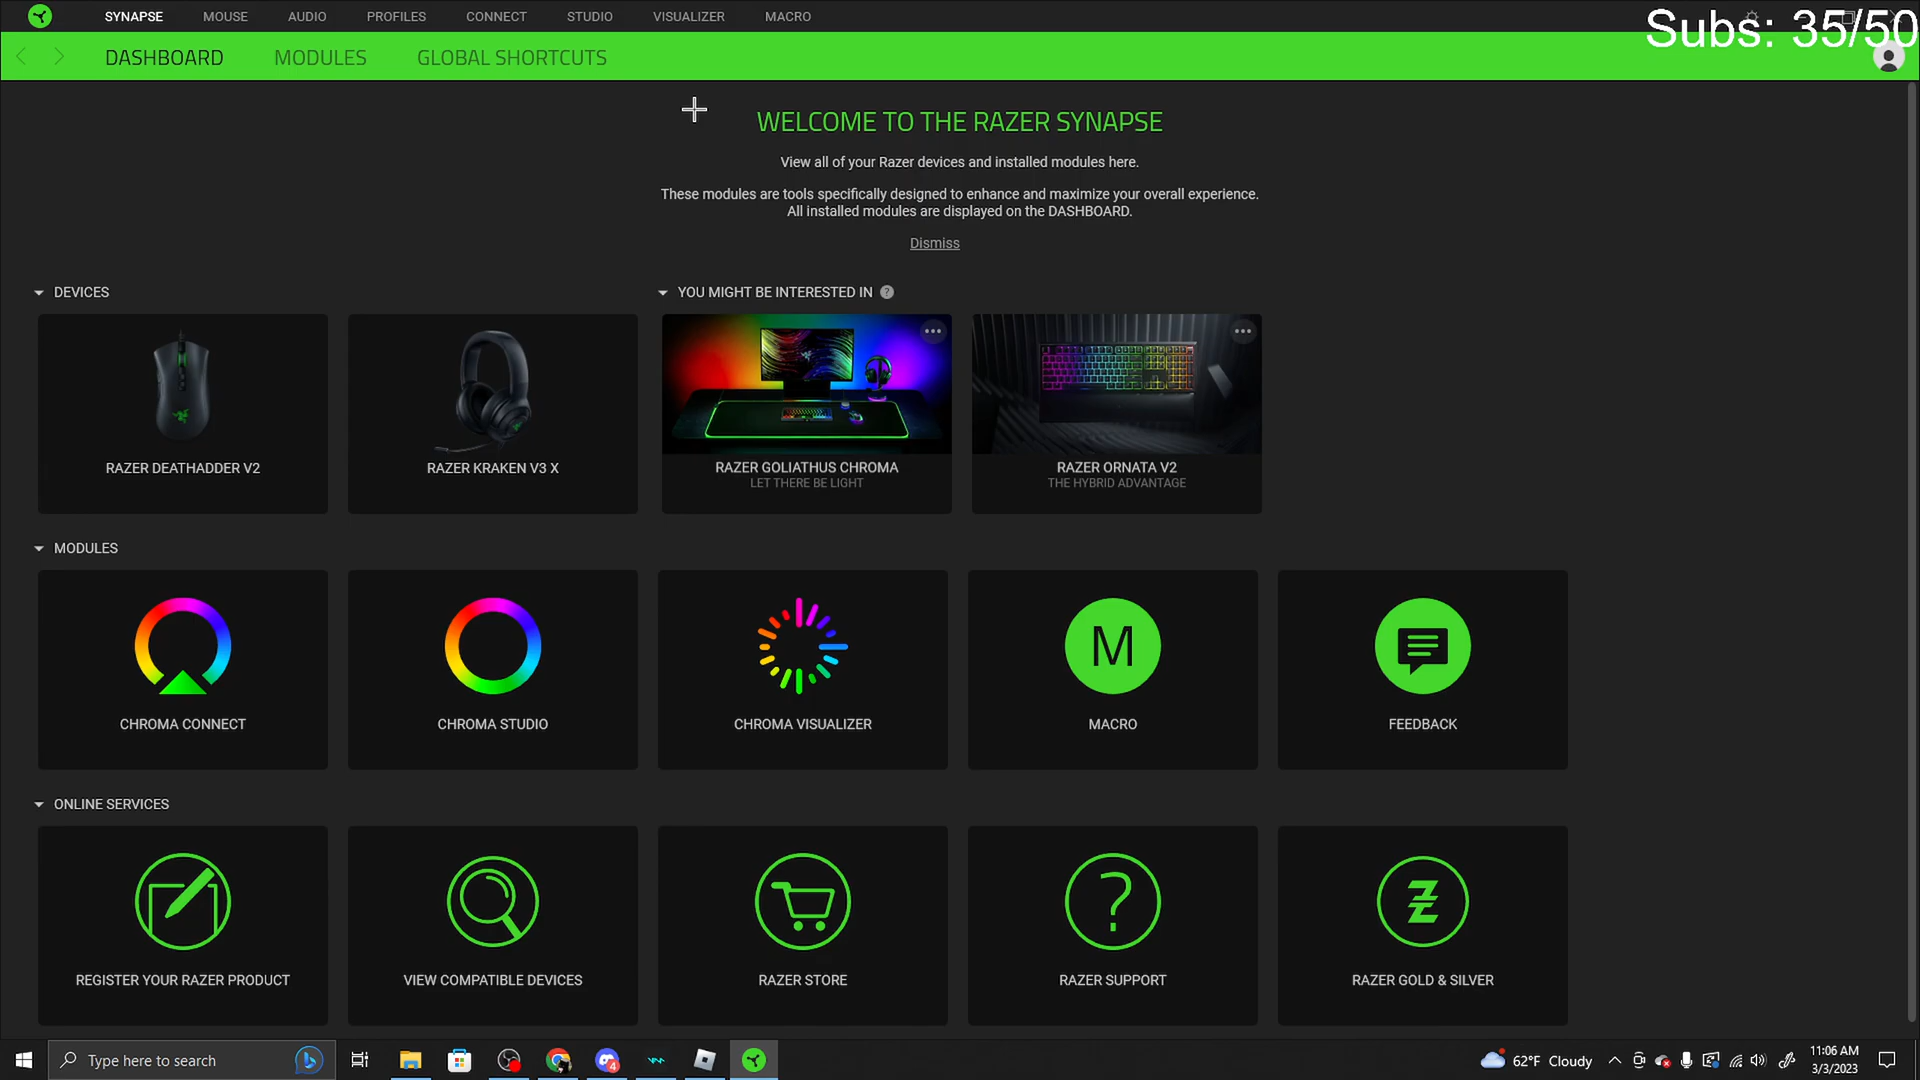 SYNAPSE MOUSE AUDIO PROFILES CONNECT STUDIO VISUALIZER MACRO
Subs: 35/50
DASHBOARD MODULES GLOBAL SHORTCUTS
WELCOME TO THE RAZER SYNAPSE
View all of your Razer devices and installed modules here.
These modules are tools specifically designed to enhance and maximize your overall experience.
All installed modules are displayed on the DASHBOARD.
Dismiss
DEVICES
YOU MIGHT BE INTERESTED IN ?
RAZER DEATHADDER V2
RAZER KRAKEN V3 X
RAZER GOLIATHUS CHROMA
LET THERE BE LIGHT
RAZER ORNATA V2
THE HYBRID ADVANTAGE
MODULES
M
CHROMA CONNECT
CHROMA STUDIO
CHROMA VISUALIZER
MACRO
FEEDBACK
ONLINE SERVICES
?
REGISTER YOUR RAZER PRODUCT
VIEW COMPATIBLE DEVICES
RAZER STORE
RAZER SUPPORT
RAZER GOLD & SILVER
Type here to search
4
62°F Cloudy
11:06 AM
3/3/2023